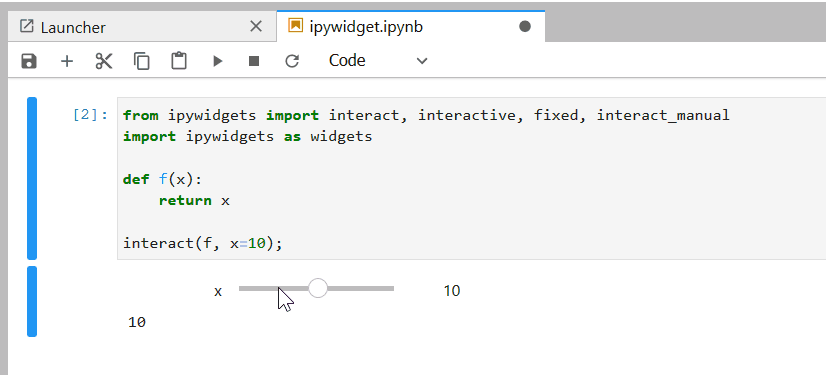 Launcher
ipywidget.ipynb
Code
[2]:
from ipywidgets import interact, interactive, fixed, interact_manual
import ipywidgets as widgets
def f(x):
    return x
interact(f, x=10);
x 10
10